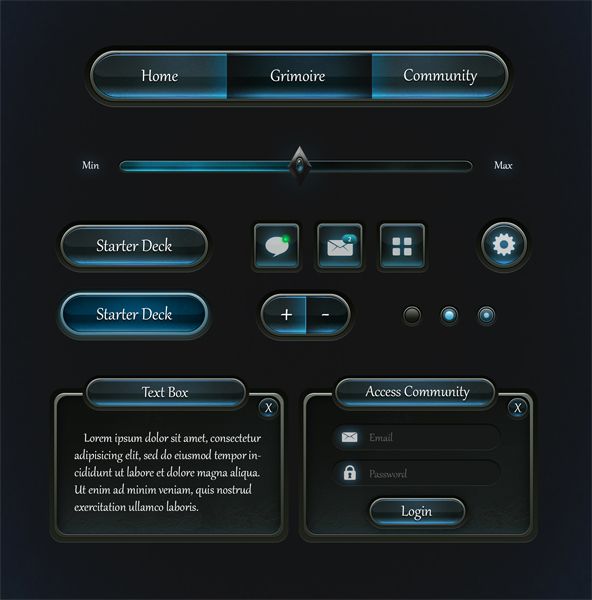 Home Grimoire Community
Min Max
Starter Deck
Starter Deck
+ -
Text Box
X
Lorem ipsum dolor sit amet, consectetur
adipisicing elit, sed do eiusmod tempor in-
cididunt ut labore et dolore magna aliqua.
Ut enim ad minim veniam, quis nostrud
exercitation ullamco laboris.
Access Community
X
Email
Password
Login